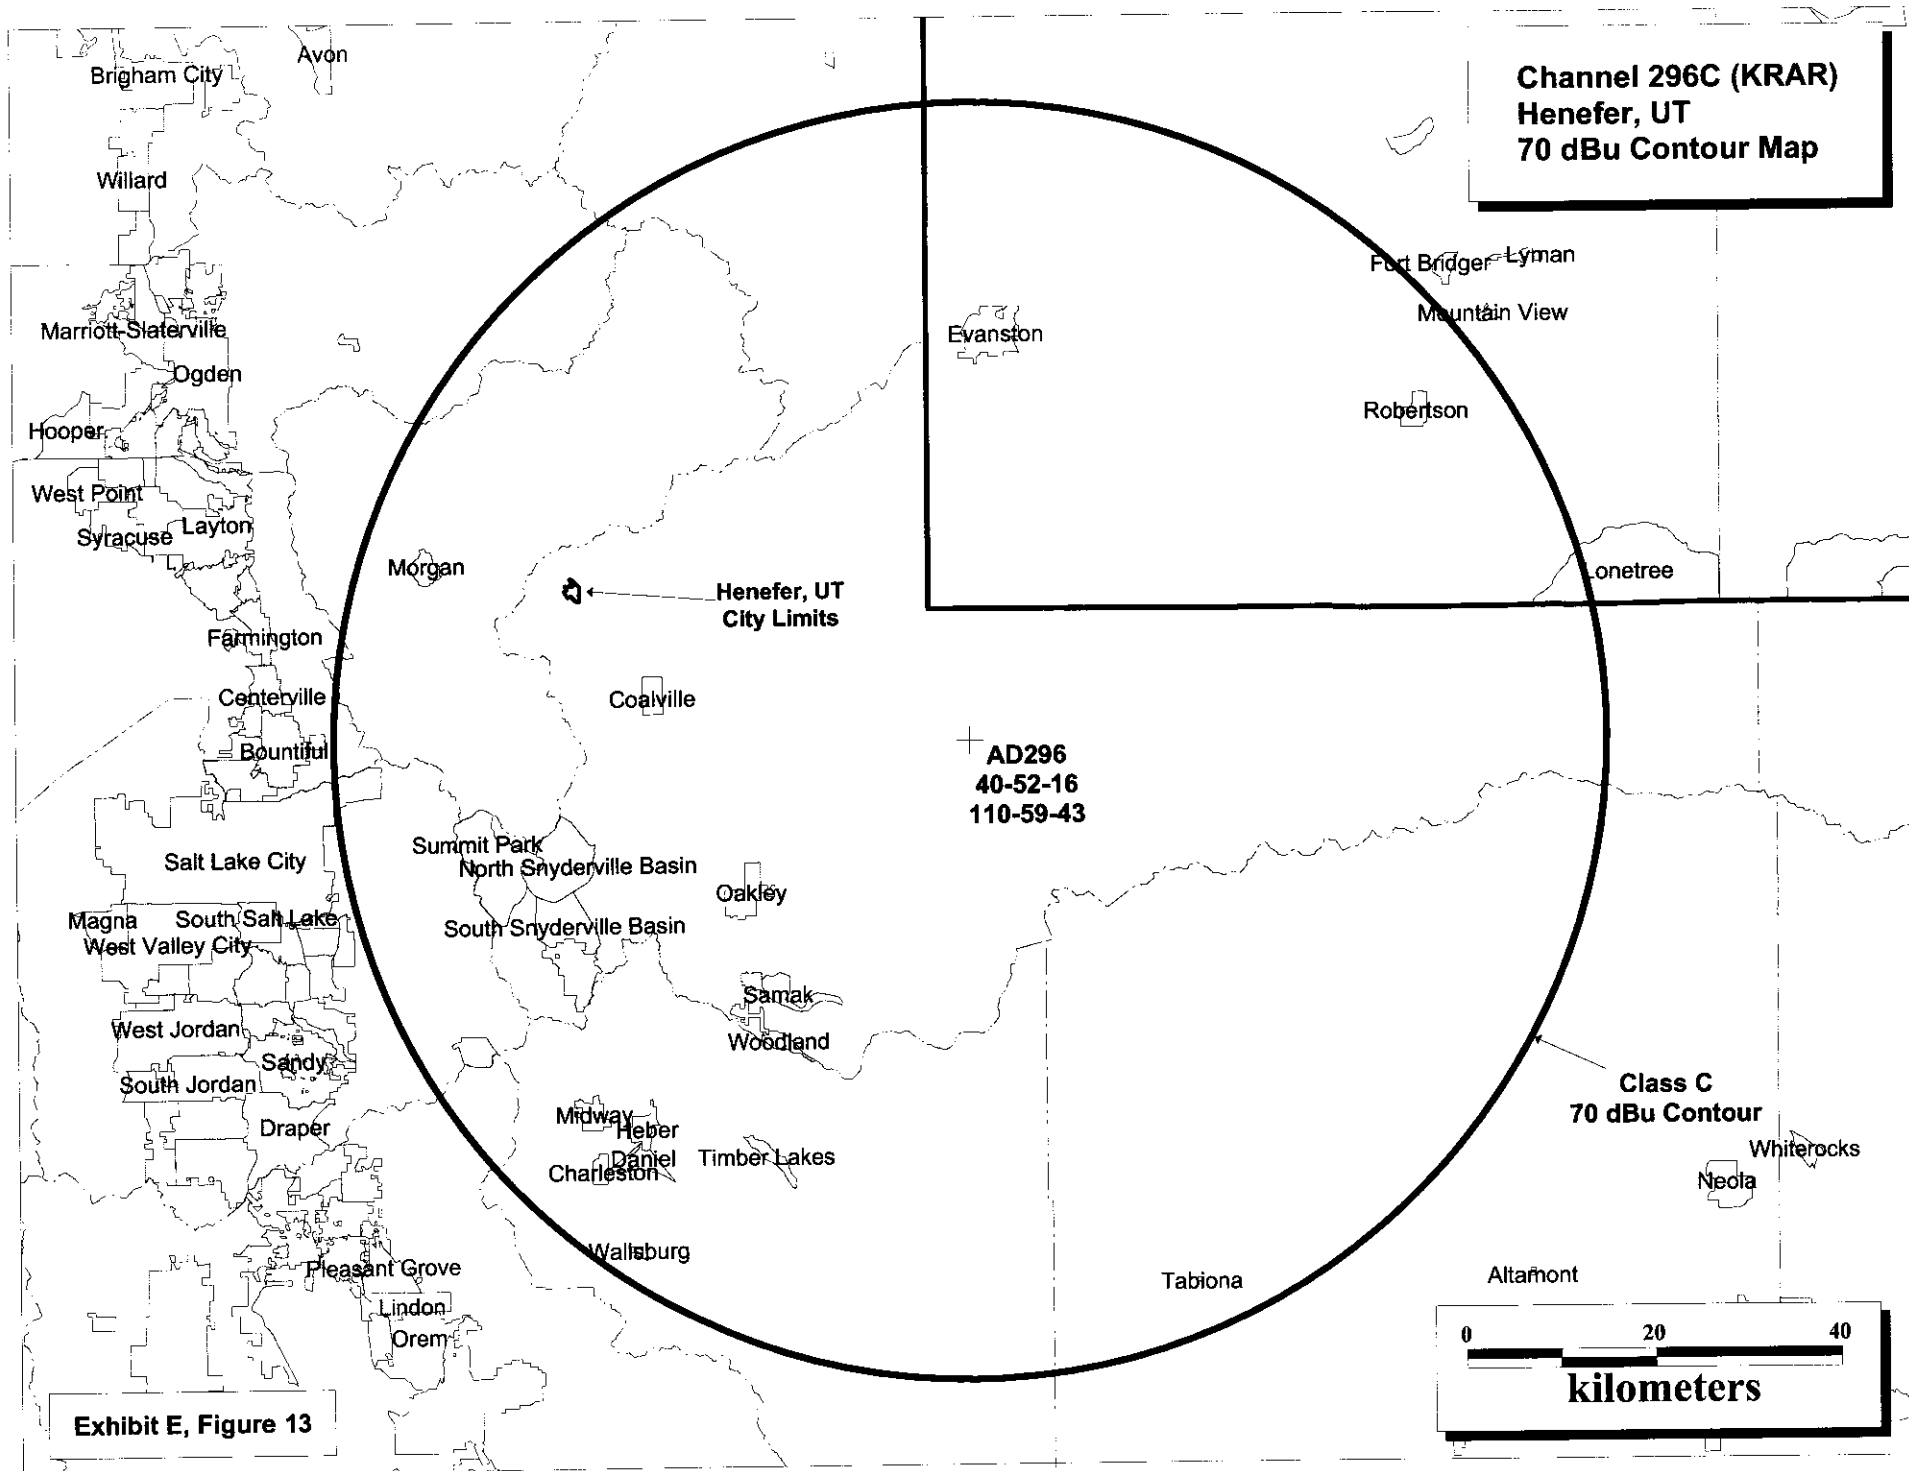 Channel 296C (KRAR)
Henefer, UT
70 dBu Contour Map
Avon
Brigham City
Willard
Fort Bridger
Lyman
Mountain View
Marriott-Slaterville
Evanston
Ogden
Robertson
Hooper
West Point
Layton
Syracuse
Morgan
Lonetree
Henefer, UT
City Limits
Farmington
Centerville
Coalville
Bountiful
AD296
40-52-16
110-59-43
Summit Park
Salt Lake City
North Snyderville Basin
Oakley
Magna
South Salt Lake
South Snyderville Basin
West Valley City
Samak
West Jordan
Woodland
Sandy
South Jordan
Class C
70 dBu Contour
Midway
Draper
Heber
Whiterocks
Daniel
Timber Lakes
Charleston
Neola
Wallsburg
Pleasant Grove
Tabiona
Altamont
Lindon
Orem
0 20 40
kilometers
Exhibit E, Figure 13